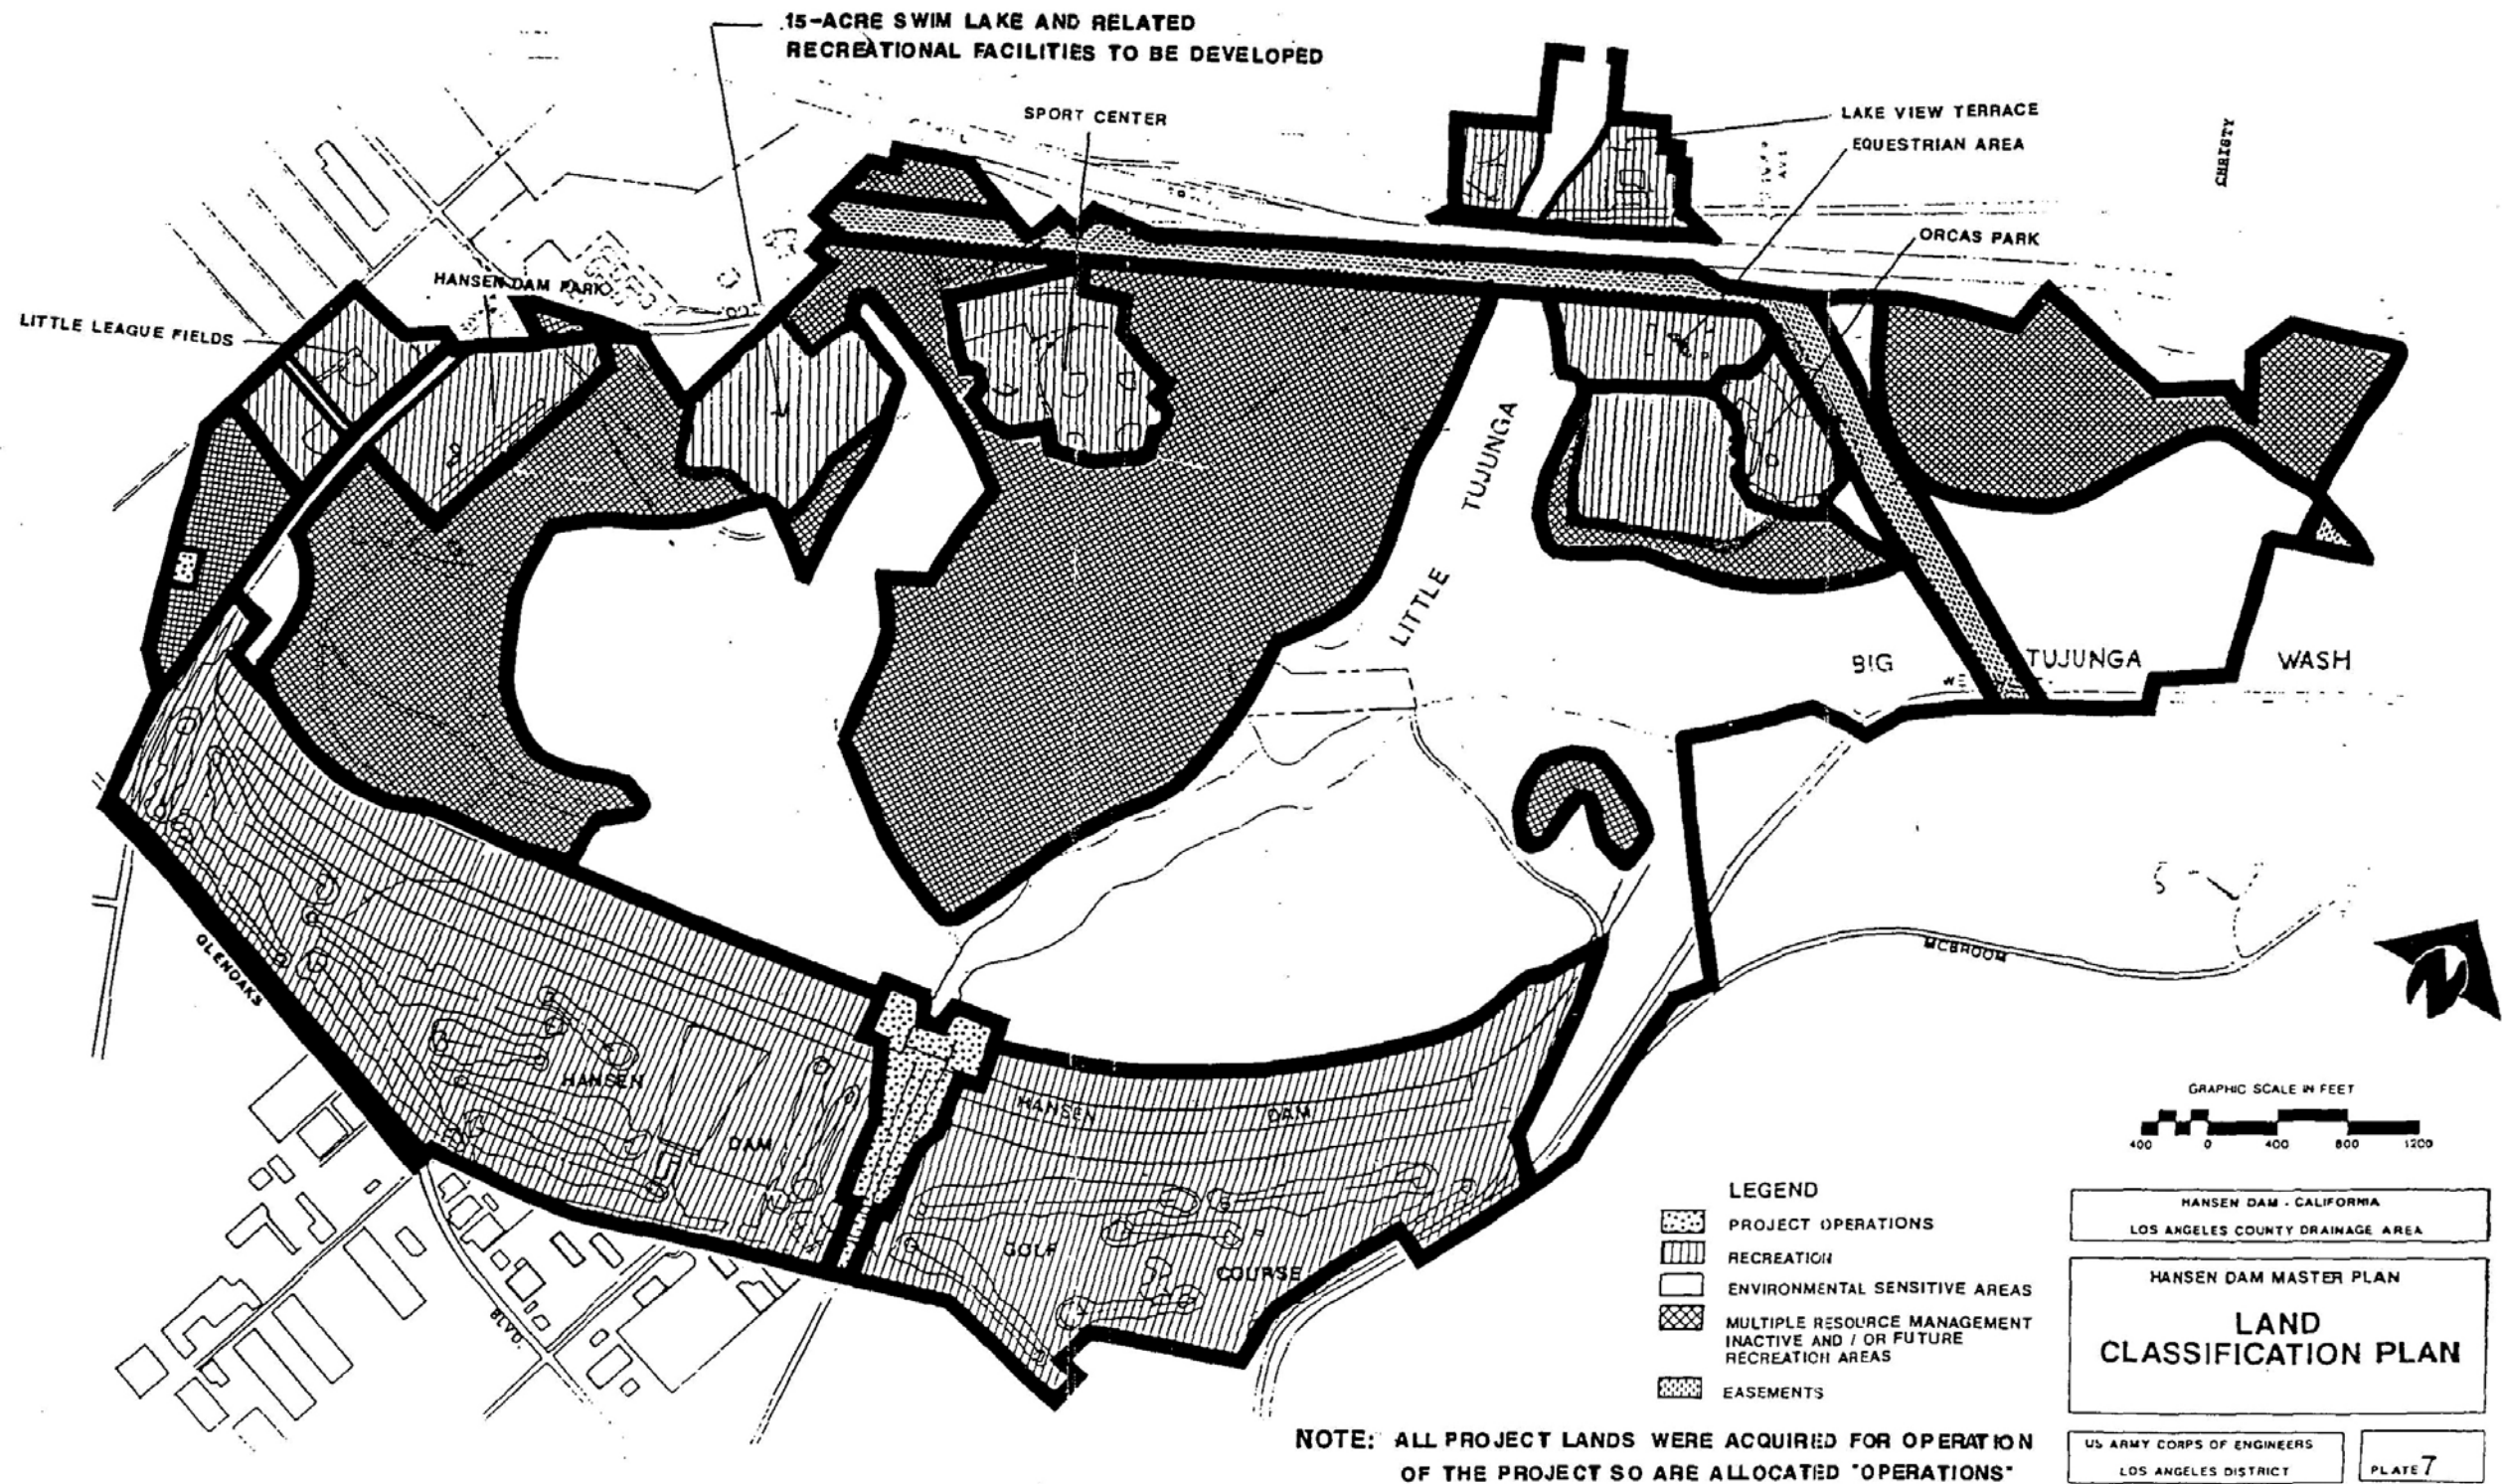 .15-ACRE SWIM LAKE AND RELATED
RECREATIONAL FACILITIES TO BE DEVELOPED
SPORT CENTER
LAKE VIEW TERRACE
EQUESTRIAN AREA
CHRISTY
ORCAS PARK
HANSEN DAM PARK
LITTLE LEAGUE FIELDS
LITTLE TUJUNGA
BIG TUJUNGA WASH
MCBROOM
GLENOAKS
BLVD.
HANSEN DAM
HANSEN DAM
GOLF COURSE
N
GRAPHIC SCALE IN FEET
400 0 400 800 1200
LEGEND
PROJECT OPERATIONS
RECREATION
ENVIRONMENTAL SENSITIVE AREAS
MULTIPLE RESOURCE MANAGEMENT
INACTIVE AND / OR FUTURE
RECREATION AREAS
EASEMENTS
NOTE: ALL PROJECT LANDS WERE ACQUIRED FOR OPERATION
OF THE PROJECT SO ARE ALLOCATED "OPERATIONS"
HANSEN DAM - CALIFORNIA
LOS ANGELES COUNTY DRAINAGE AREA
HANSEN DAM MASTER PLAN
LAND
CLASSIFICATION PLAN
US ARMY CORPS OF ENGINEERS
LOS ANGELES DISTRICT
PLATE 7